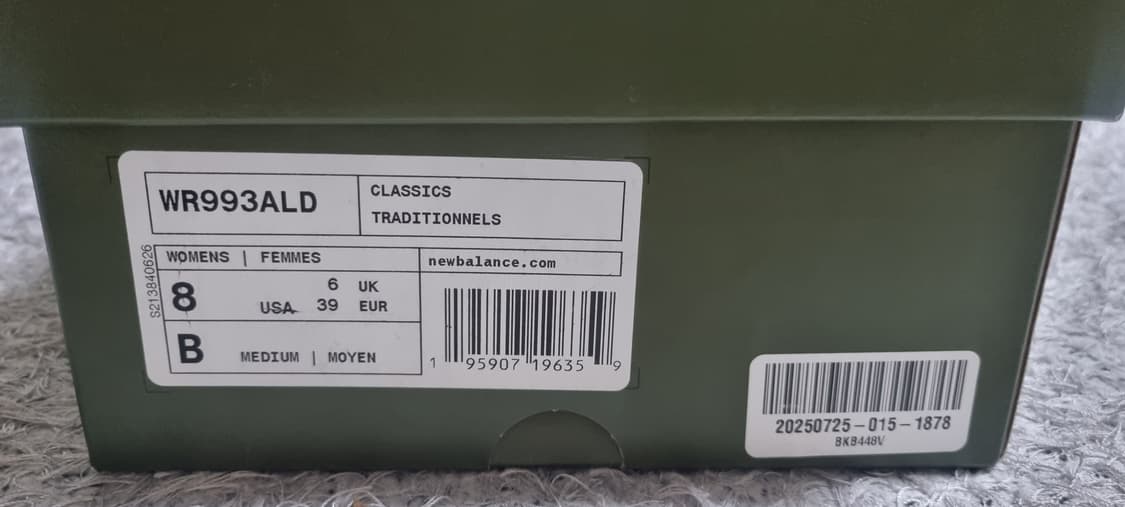 WR993ALD
CLASSICS
TRADITIONNELS
S213840626
WOMENS | FEMMES
newbalance.com
8 USA
6 UK
39 EUR
B MEDIUM | MOYEN
1 95907 19635 9
20250725-015-1878
BKB448V